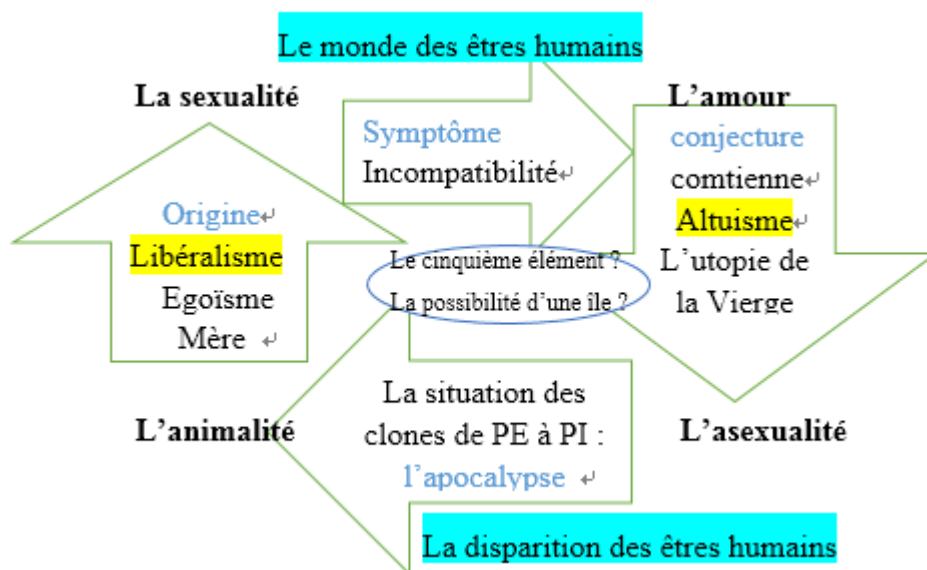 Le monde des êtres humains
La sexualité
L'amour
Symptôme
Incompatibilité
conjecture
comtienne
Altuisme
L'utopie de
la Vierge
Origine
Libéralisme
Egoïsme
Mère
Le cinquième élément ?
La possibilité d'une île ?
L'animalité
La situation des
clones de PE à PI :
l'apocalypse
L'asexualité
La disparition des êtres humains